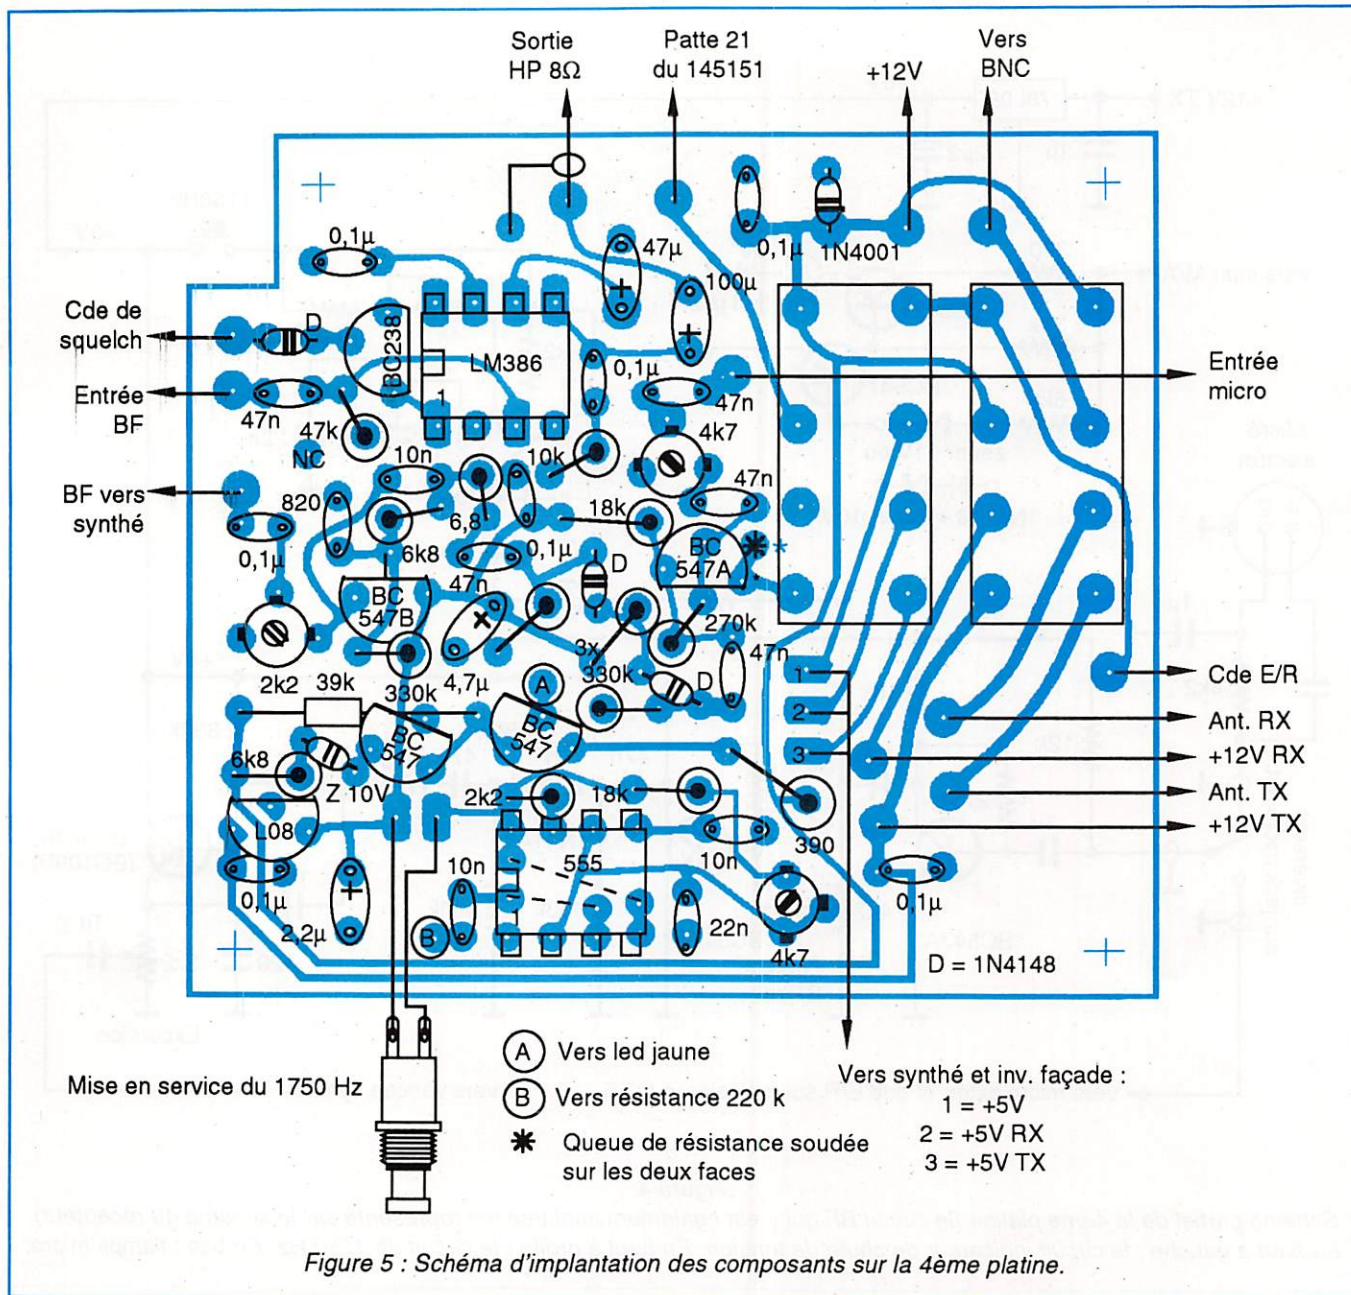 Sortie
HP 8Ω
Patte 21
du 145151
+12V
Vers
BNC
0,1µ
47µ
100µ
0,1µ
1N4001
Cde de
squelch
D
BC238
LM386
1
0,1µ
Entrée
micro
Entrée
BF
47n
47k
47n
4k7
NC
10n
10k
47n
BF vers
synthé
820
6,8
18k
0,1µ
6k8
0,1µ
BC
547A
*
47n
D
BC
547B
270k
3x
330k
47n
2k2
39k
330k
4,7µ
A
D
1
2
3
Cde E/R
Ant. RX
+12V RX
Ant. TX
+12V TX
BC
547
BC
547
6k8
Z 10V
2k2
18k
L08
10n
555
10n
390
0,1µ
2,2µ
B
1
22n
4k7
0,1µ
D = 1N4148
Mise en service du 1750 Hz
A Vers led jaune
B Vers résistance 220 k
* Queue de résistance soudée
sur les deux faces
Vers synthé et inv. façade :
1 = +5V
2 = +5V RX
3 = +5V TX
Figure 5 : Schéma d'implantation des composants sur la 4ème platine.